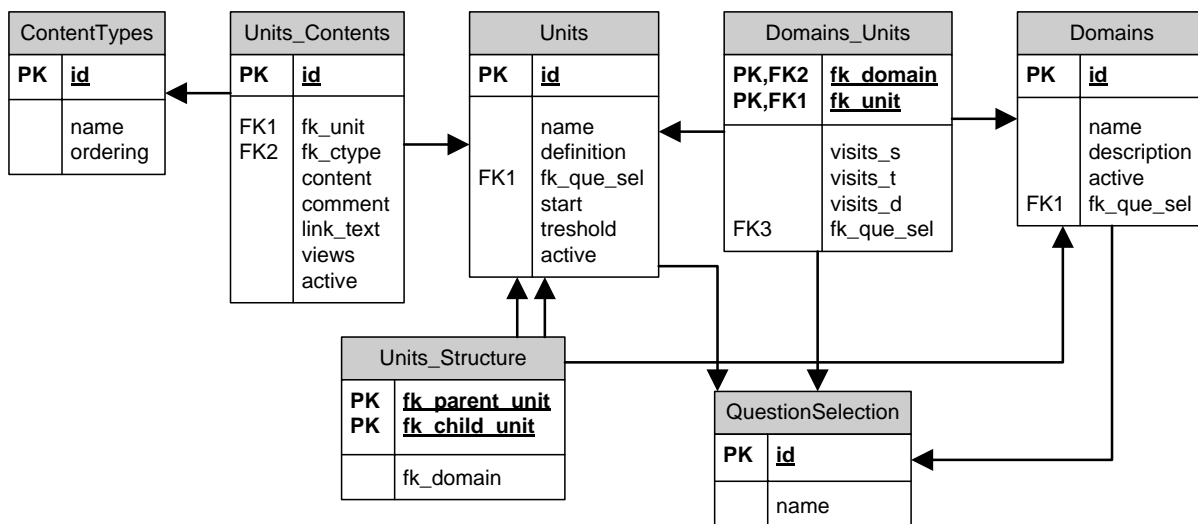 ContentTypes
PK id
name
ordering
Units_Contents
PK id
FK1 fk_unit
FK2 fk_ctype
content
comment
link_text
views
active
Units
PK id
name
definition
FK1 fk_que_sel
start
treshold
active
Domains_Units
PK,FK2 fk_domain
PK,FK1 fk_unit
visits_s
visits_t
visits_d
FK3 fk_que_sel
Domains
PK id
name
description
active
FK1 fk_que_sel
Units_Structure
PK fk_parent_unit
PK fk_child_unit
fk_domain
QuestionSelection
PK id
name